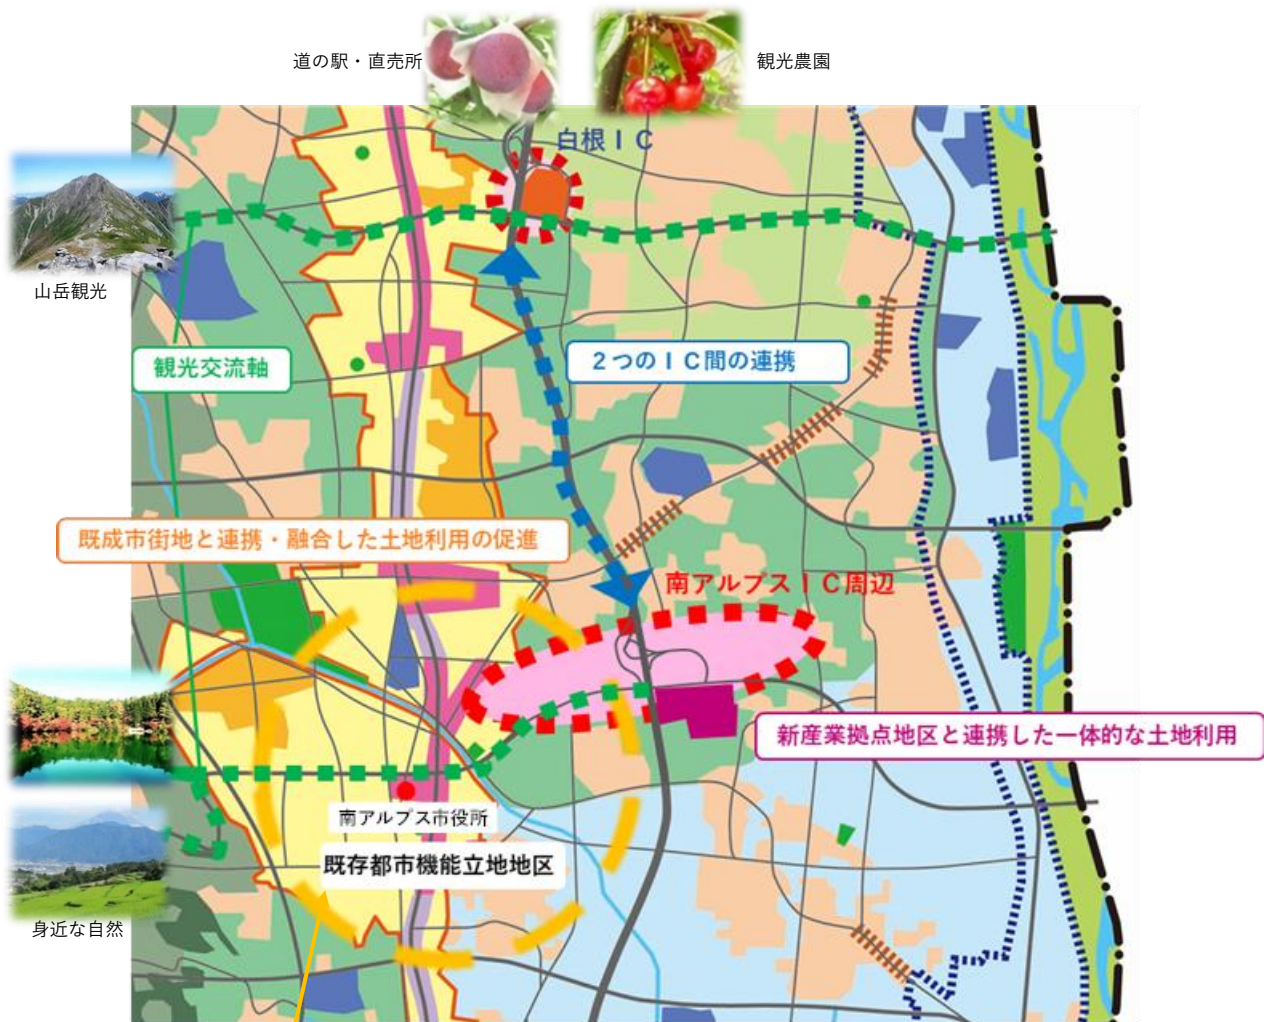 道の駅・直売所
観光農園
白根ＩＣ
山岳観光
観光交流軸
２つのＩＣ間の連携
既成市街地と連携・融合した土地利用の促進
南アルプスＩＣ周辺
新産業拠点地区と連携した一体的な土地利用
南アルプス市役所
既存都市機能立地地区
身近な自然